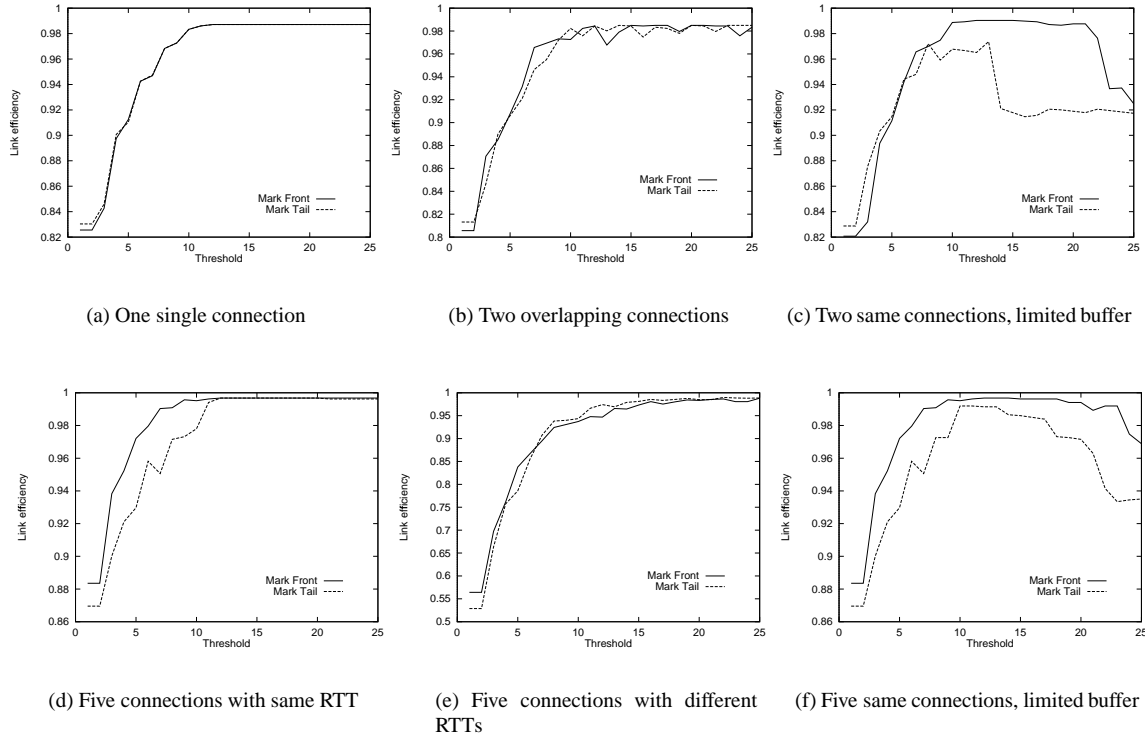 1
0.98
0.96
0.94
0.92
0.9
0.88
0.86
0.84
0.82
Link efficiency
0 5 10 15 20 25
Threshold
Mark Front
Mark Tail
(a) One single connection
1
0.98
0.96
0.94
0.92
0.9
0.88
0.86
0.84
0.82
0.8
Link efficiency
0 5 10 15 20 25
Threshold
Mark Front
Mark Tail
(b) Two overlapping connections
1
0.98
0.96
0.94
0.92
0.9
0.88
0.86
0.84
0.82
Link efficiency
0 5 10 15 20 25
Threshold
Mark Front
Mark Tail
(c) Two same connections, limited buffer
1
0.98
0.96
0.94
0.92
0.9
0.88
0.86
Link efficiency
0 5 10 15 20 25
Threshold
Mark Front
Mark Tail
(d) Five connections with same RTT
1
0.95
0.9
0.85
0.8
0.75
0.7
0.65
0.6
0.55
0.5
Link efficiency
0 5 10 15 20 25
Threshold
Mark Front
Mark Tail
(e) Five connections with different
RTTs
1
0.98
0.96
0.94
0.92
0.9
0.88
0.86
Link efficiency
0 5 10 15 20 25
Threshold
Mark Front
Mark Tail
(f) Five same connections, limited buffer